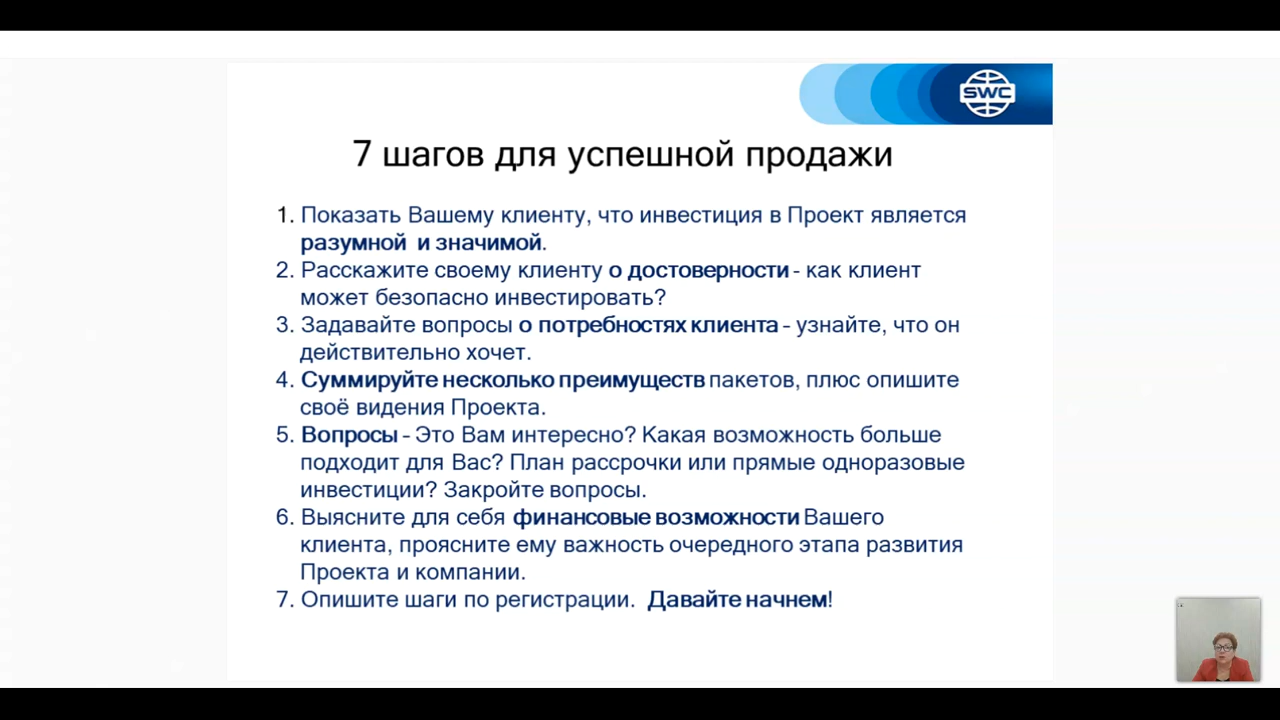 SWC
7 шагов для успешной продажи
1. Показать Вашему клиенту, что инвестиция в Проект является
разумной и значимой.
2. Расскажите своему клиенту о достоверности - как клиент
может безопасно инвестировать?
3. Задавайте вопросы о потребностях клиента - узнайте, что он
действительно хочет.
4. Суммируйте несколько преимуществ пакетов, плюс опишите
своё видения Проекта.
5. Вопросы - Это Вам интересно? Какая возможность больше
подходит для Вас? План рассрочки или прямые одноразовые
инвестиции? Закройте вопросы.
6. Выясните для себя финансовые возможности Вашего
клиента, проясните ему важность очередного этапа развития
Проекта и компании.
7. Опишите шаги по регистрации. Давайте начнем!